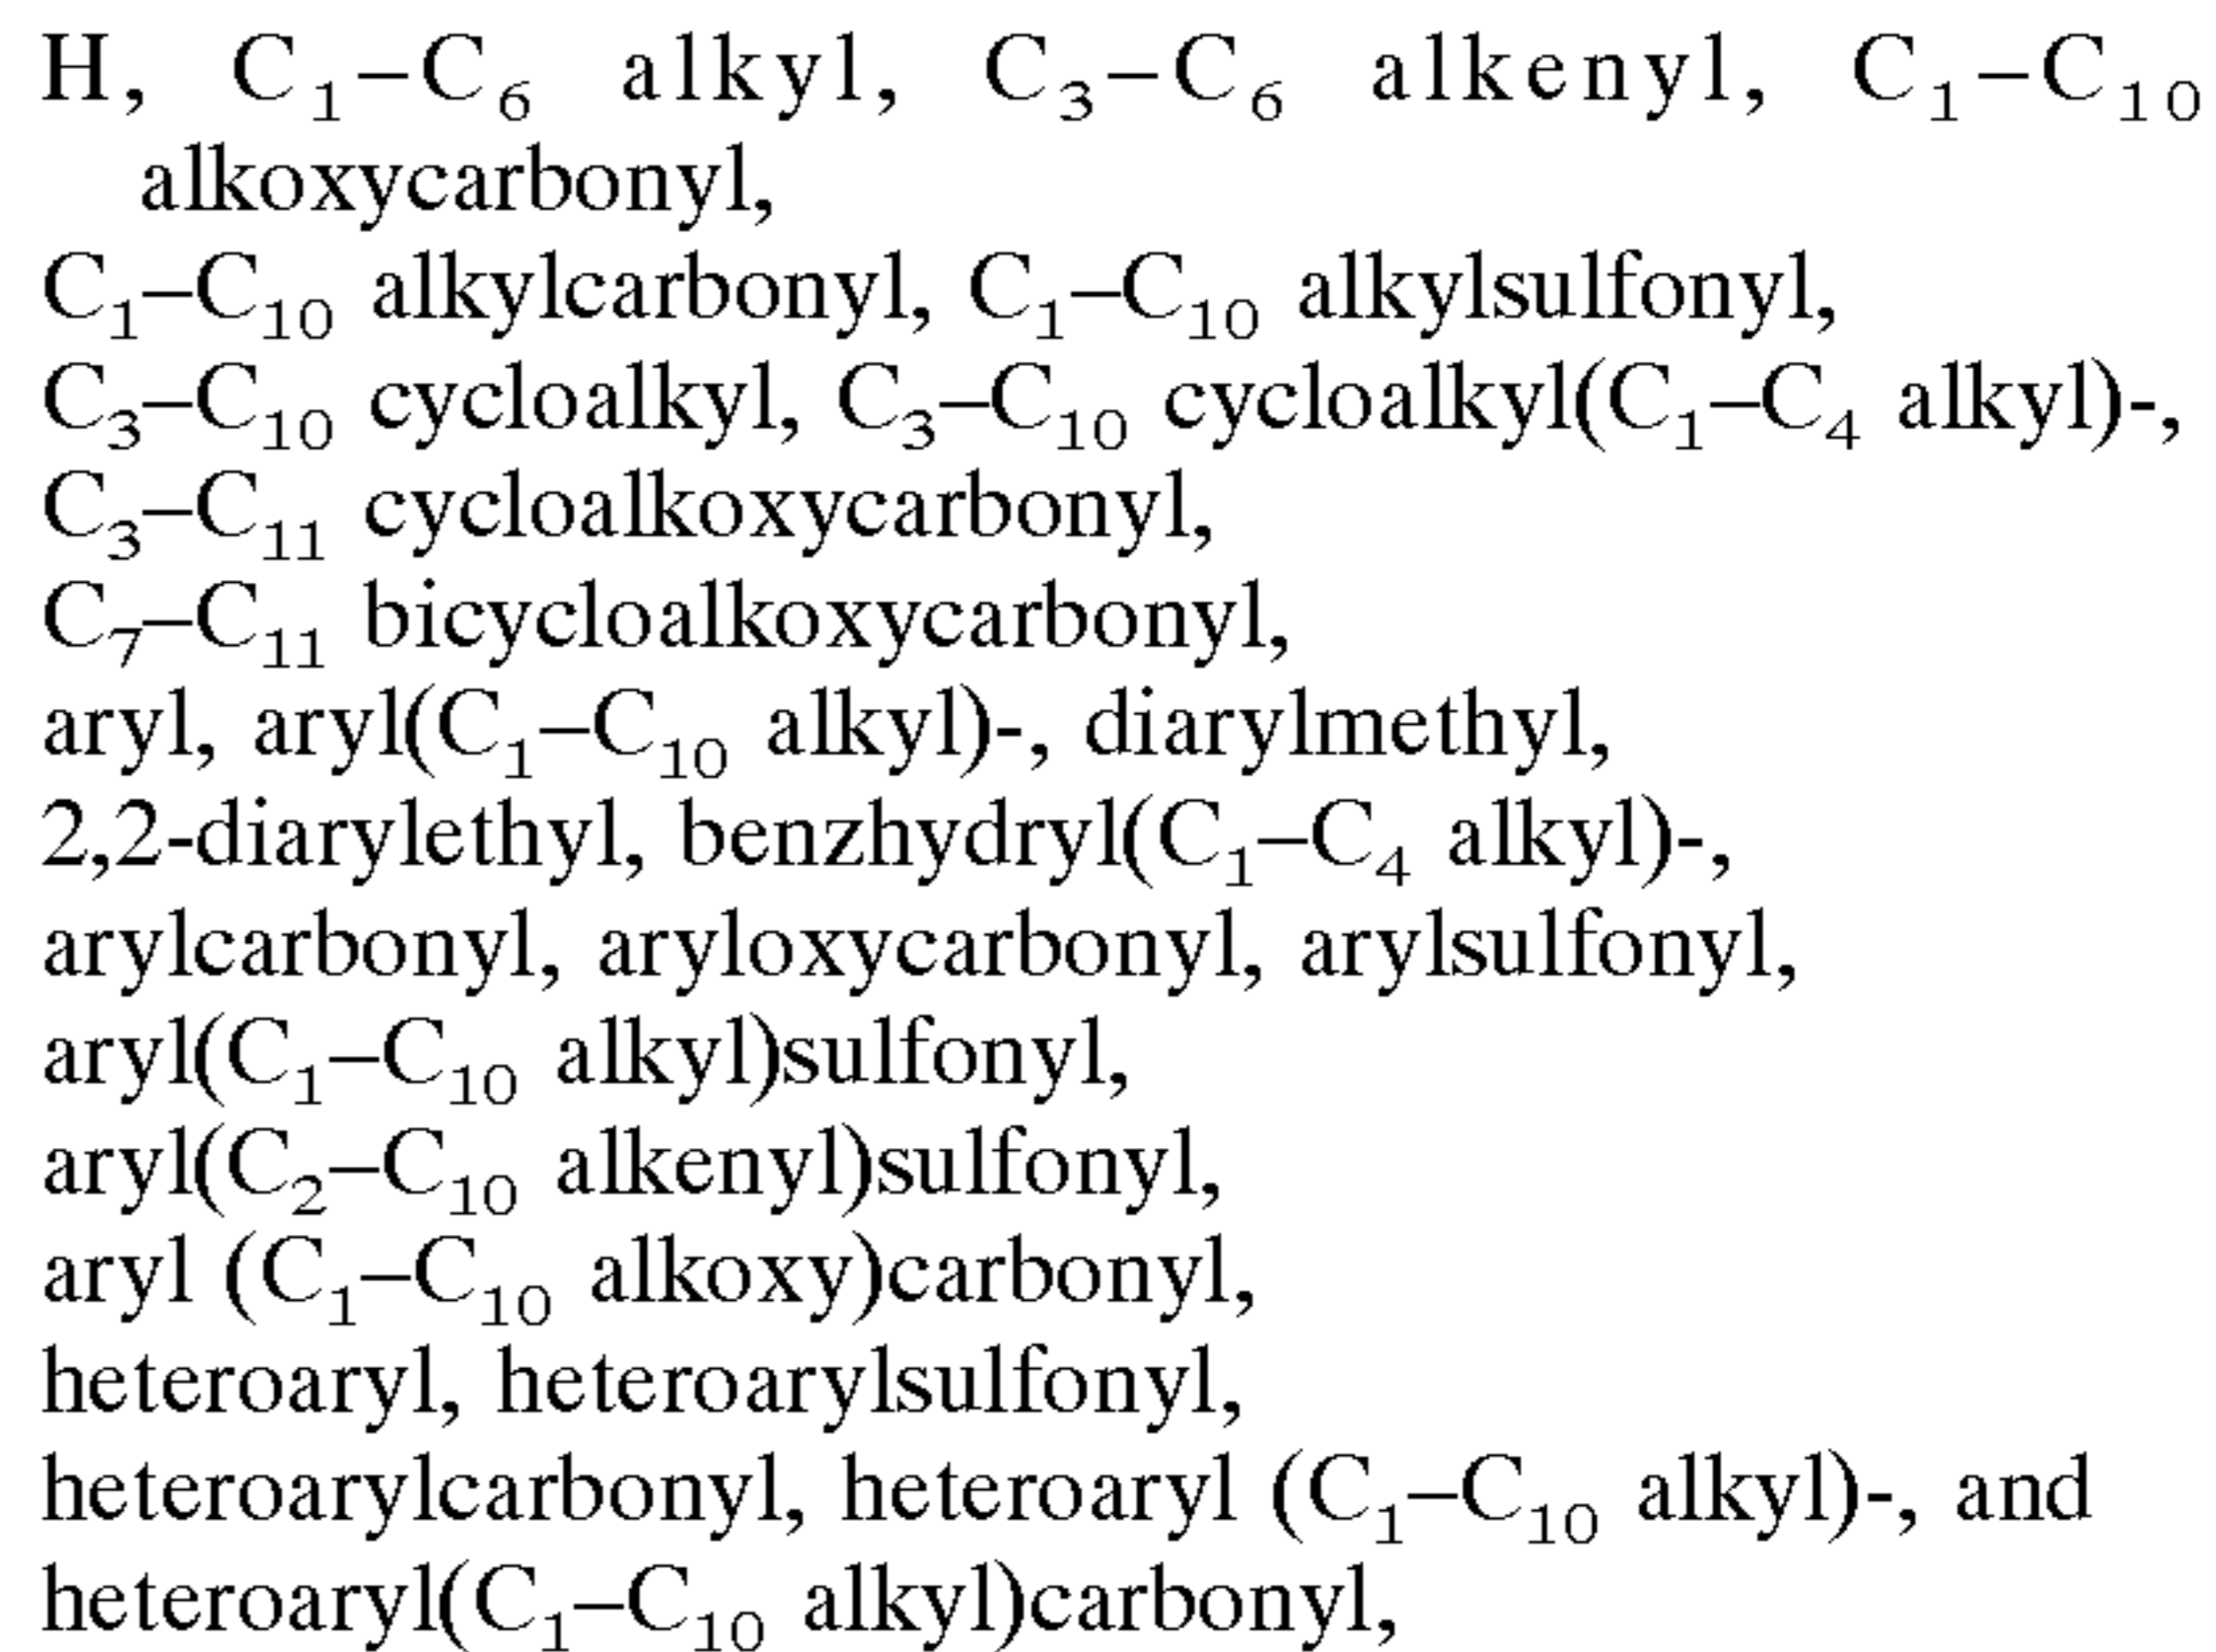 H, C₁–C₆ alkyl, C₃–C₆ alkenyl, C₁–C₁₀
alkoxycarbonyl,
C₁–C₁₀ alkylcarbonyl, C₁–C₁₀ alkylsulfonyl,
C₃–C₁₀ cycloalkyl, C₃–C₁₀ cycloalkyl(C₁–C₄ alkyl)-,
C₃–C₁₁ cycloalkoxycarbonyl,
C₇–C₁₁ bicycloalkoxycarbonyl,
aryl, aryl(C₁–C₁₀ alkyl)-, diarylmethyl,
2,2-diarylethyl, benzhydryl(C₁–C₄ alkyl)-,
arylcarbonyl, aryloxycarbonyl, arylsulfonyl,
aryl(C₁–C₁₀ alkyl)sulfonyl,
aryl(C₂–C₁₀ alkenyl)sulfonyl,
aryl (C₁–C₁₀ alkoxy)carbonyl,
heteroaryl, heteroarylsulfonyl,
heteroarylcarbonyl, heteroaryl (C₁–C₁₀ alkyl)-, and
heteroaryl(C₁–C₁₀ alkyl)carbonyl,